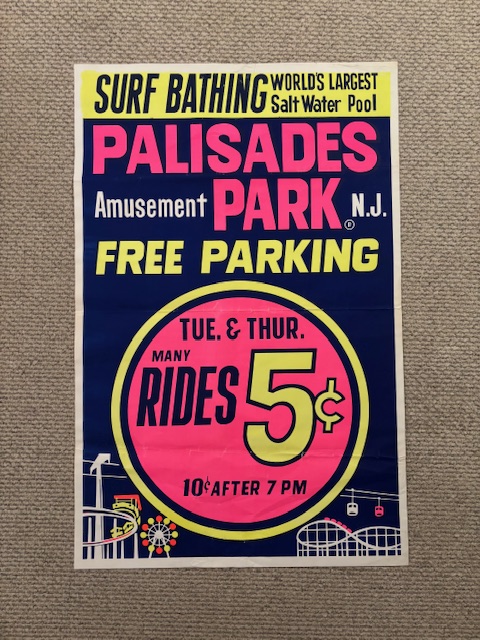 SURF BATHING WORLD'S LARGEST
Salt Water Pool
PALISADES
Amusement PARK® N.J.
FREE PARKING
TUE. & THUR.
MANY
RIDES 5¢
10¢ AFTER 7 PM